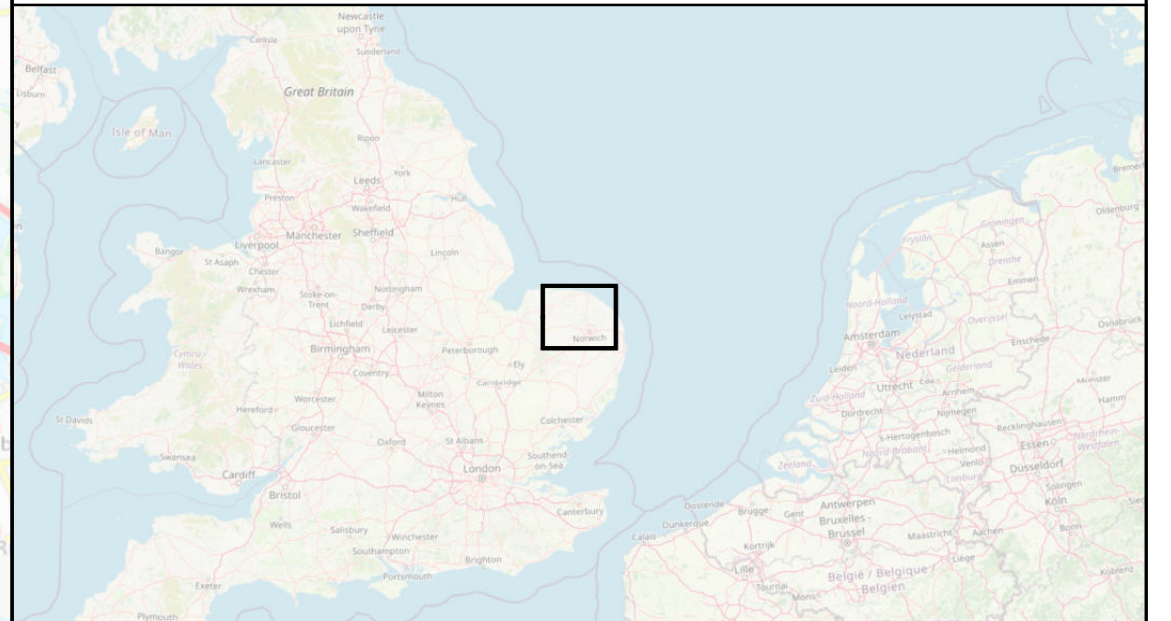 Newcastle
upon Tyne
Carlisle
Sunderland
Belfast
Lisburn
Great Britain
Isle of Man
Ripon
Lancaster
York
Leeds
Preston
Hull
Wakefield
Manchester
Sheffield
Liverpool
Bangor
St Asaph
Lincoln
Chester
Wrexham
Stoke-on-
Trent
Nottingham
Derby
Lichfield
Leicester
Norwich
Birmingham
Peterborough
Cymru /
Wales
Coventry
Ely
Cambridge
Worcester
Milton
Keynes
Hereford
St Davids
Gloucester
Colchester
Oxford
St Albans
Swansea
Southend-
on-Sea
London
Cardiff
Bristol
Canterbury
Wells
Salisbury
Winchester
Southampton
Brighton
Portsmouth
Exeter
Plymouth
Bremen
Oldenburg
Groningen
Fryslân
Assen
Drenthe
Emmen
Noord-Holland
Lelystad
Overijssel
Osnabrück
Amsterdam
Enschede
Nederland
Leiden
Gelderland
Utrecht
Ede
Arnhem
Münster
Zuid-Holland
Hamm
Dordrecht
Nijmegen
Recklinghausen
's-Hertogenbosch
Nordrhein-
Westfalen
Essen
Noord-Brabant
Helmond
Zeeland
Venlo
Düsseldorf
Limburg
Solingen
Oostende
Brugge
Gent
Antwerpen
Köln
Dunkerque
Bruxelles -
Brussel
Maastricht
Aachen
Bonn
Calais
Kortrijk
Liège
Lille
België / Belgique /
Belgien
Koblenz
Tournai
Mons